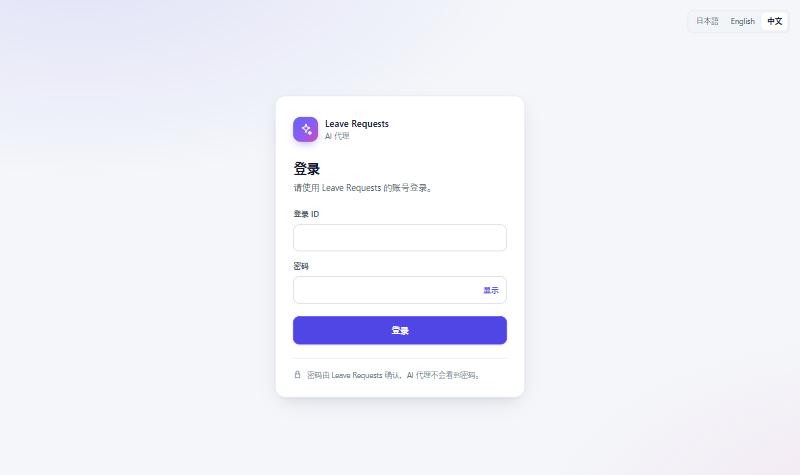 日本語 English 中文
Leave Requests
AI 代理
登录
请使用 Leave Requests 的账号登录。
登录 ID
密码
显示
登录
密码由 Leave Requests 确认，AI 代理不会看到密码。